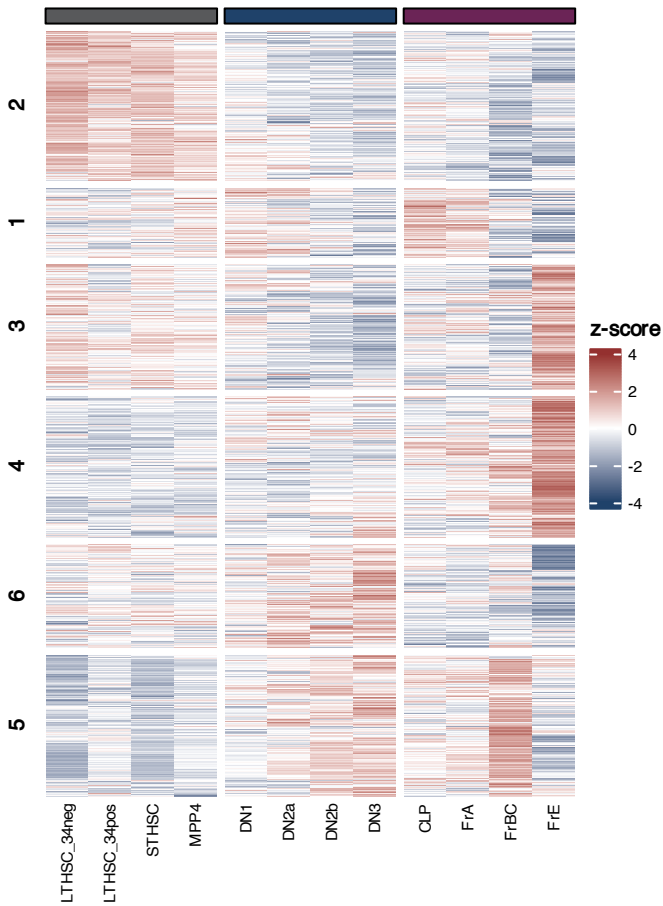 2
1
3
4
6
5
z-score
4
2
0
-2
-4
LTHSC_34neg
LTHSC_34pos
STHSC
MPP4
DN1
DN2a
DN2b
DN3
CLP
FrA
FrBC
FrE